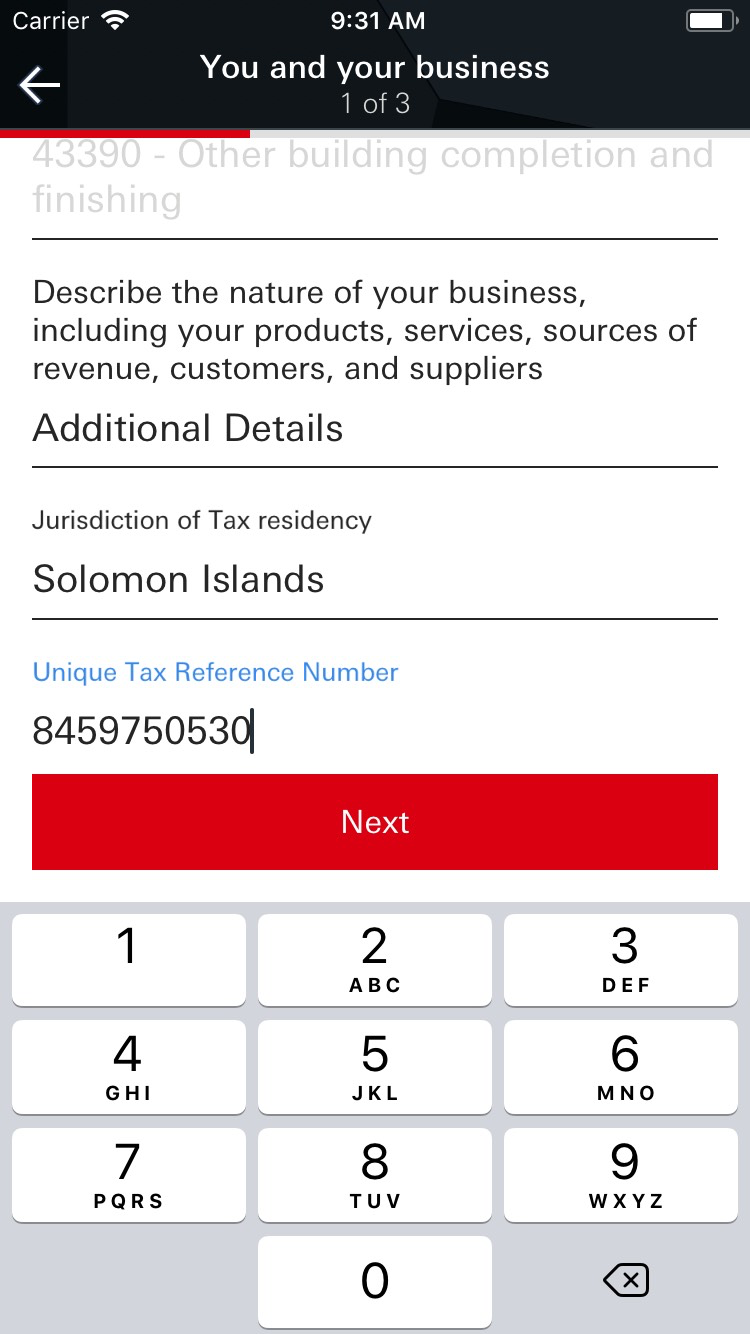 Carrier 9:31 AM
You and your business
1 of 3
43390 - Other building completion and
finishing
Describe the nature of your business,
including your products, services, sources of
revenue, customers, and suppliers
Additional Details
Jurisdiction of Tax residency
Solomon Islands
Unique Tax Reference Number
8459750530
Next
1 2 3
ABC DEF
4 5 6
GHI JKL MNO
7 8 9
PQRS TUV WXYZ
0